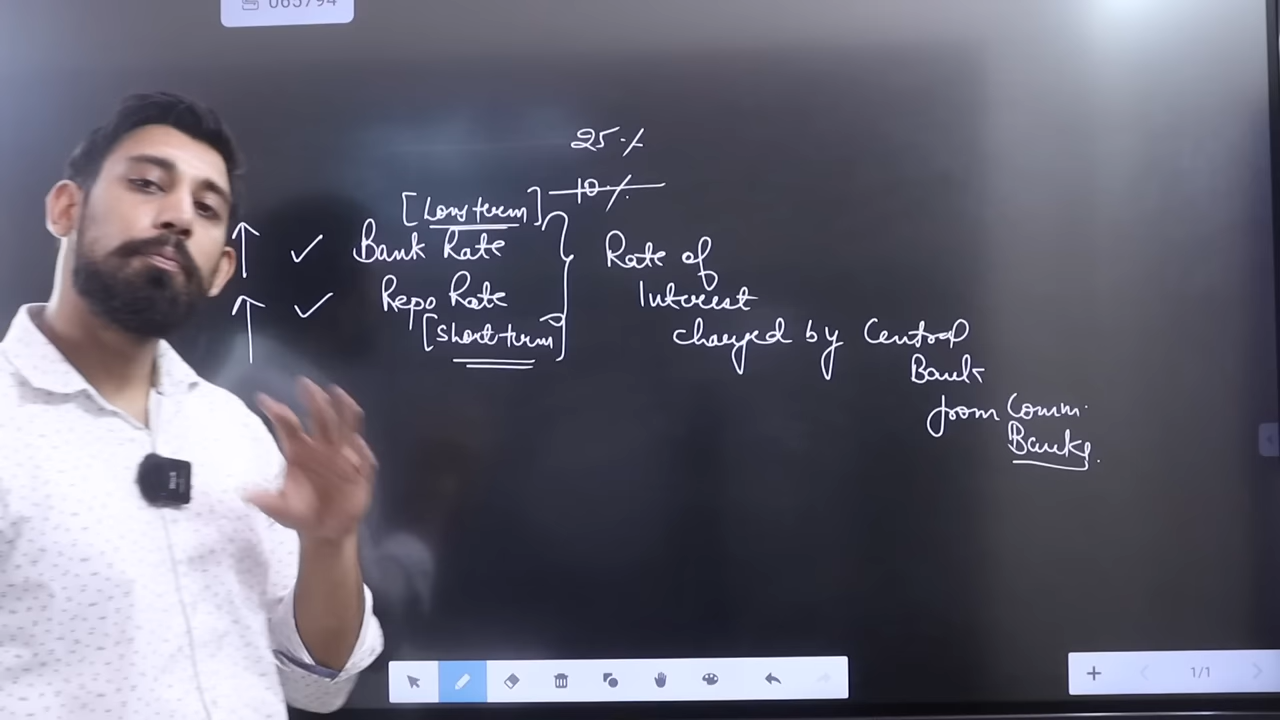 065794
25%
10%
[Long term]
Bank Rate
Repo Rate
[Short term]
Rate of
Interest
charged by Central
Bank
from Comm.
Banks.
1/1